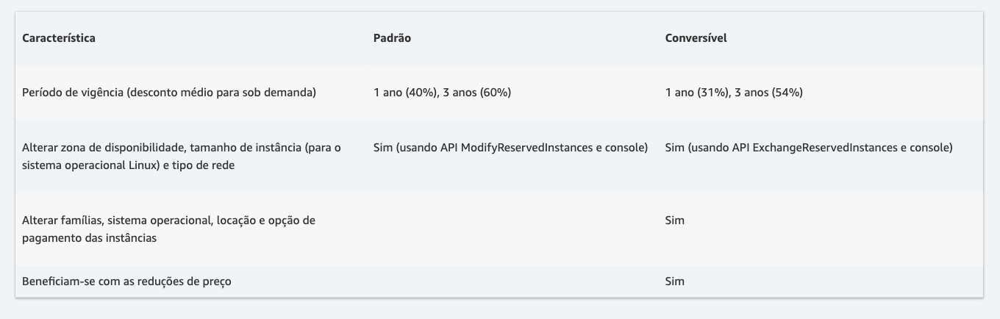 Característica Padrão Conversível
Período de vigência (desconto médio para sob demanda) 1 ano (40%), 3 anos (60%) 1 ano (31%), 3 anos (54%)
Alterar zona de disponibilidade, tamanho de instância (para o Sim (usando API ModifyReservedInstances e console) Sim (usando API ExchangeReservedInstances e console)
sistema operacional Linux) e tipo de rede
Alterar famílias, sistema operacional, locação e opção de Sim
pagamento das instâncias
Beneficiam-se com as reduções de preço Sim